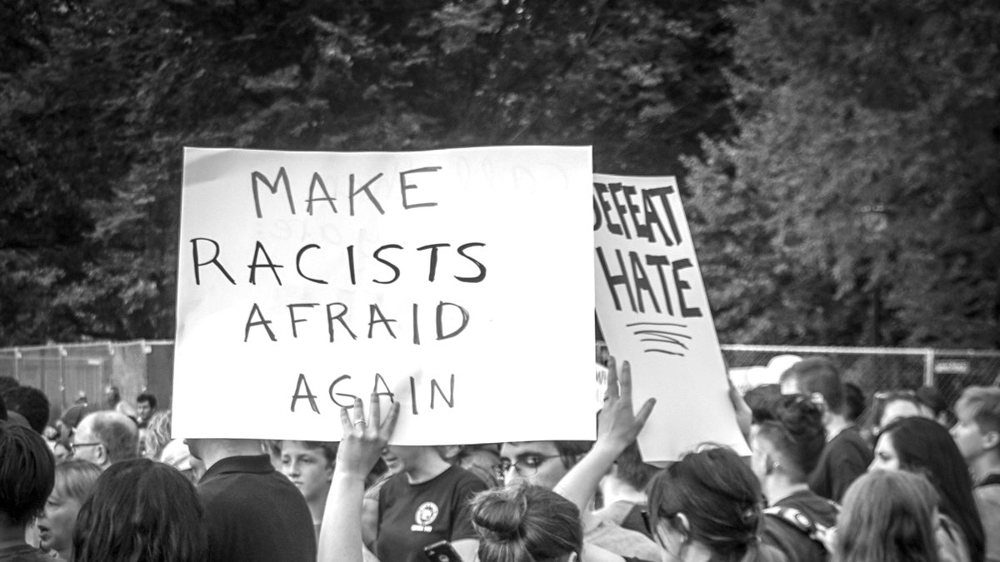 MAKE
RACISTS
AFRAID
AGAIN
DEFEAT
HATE